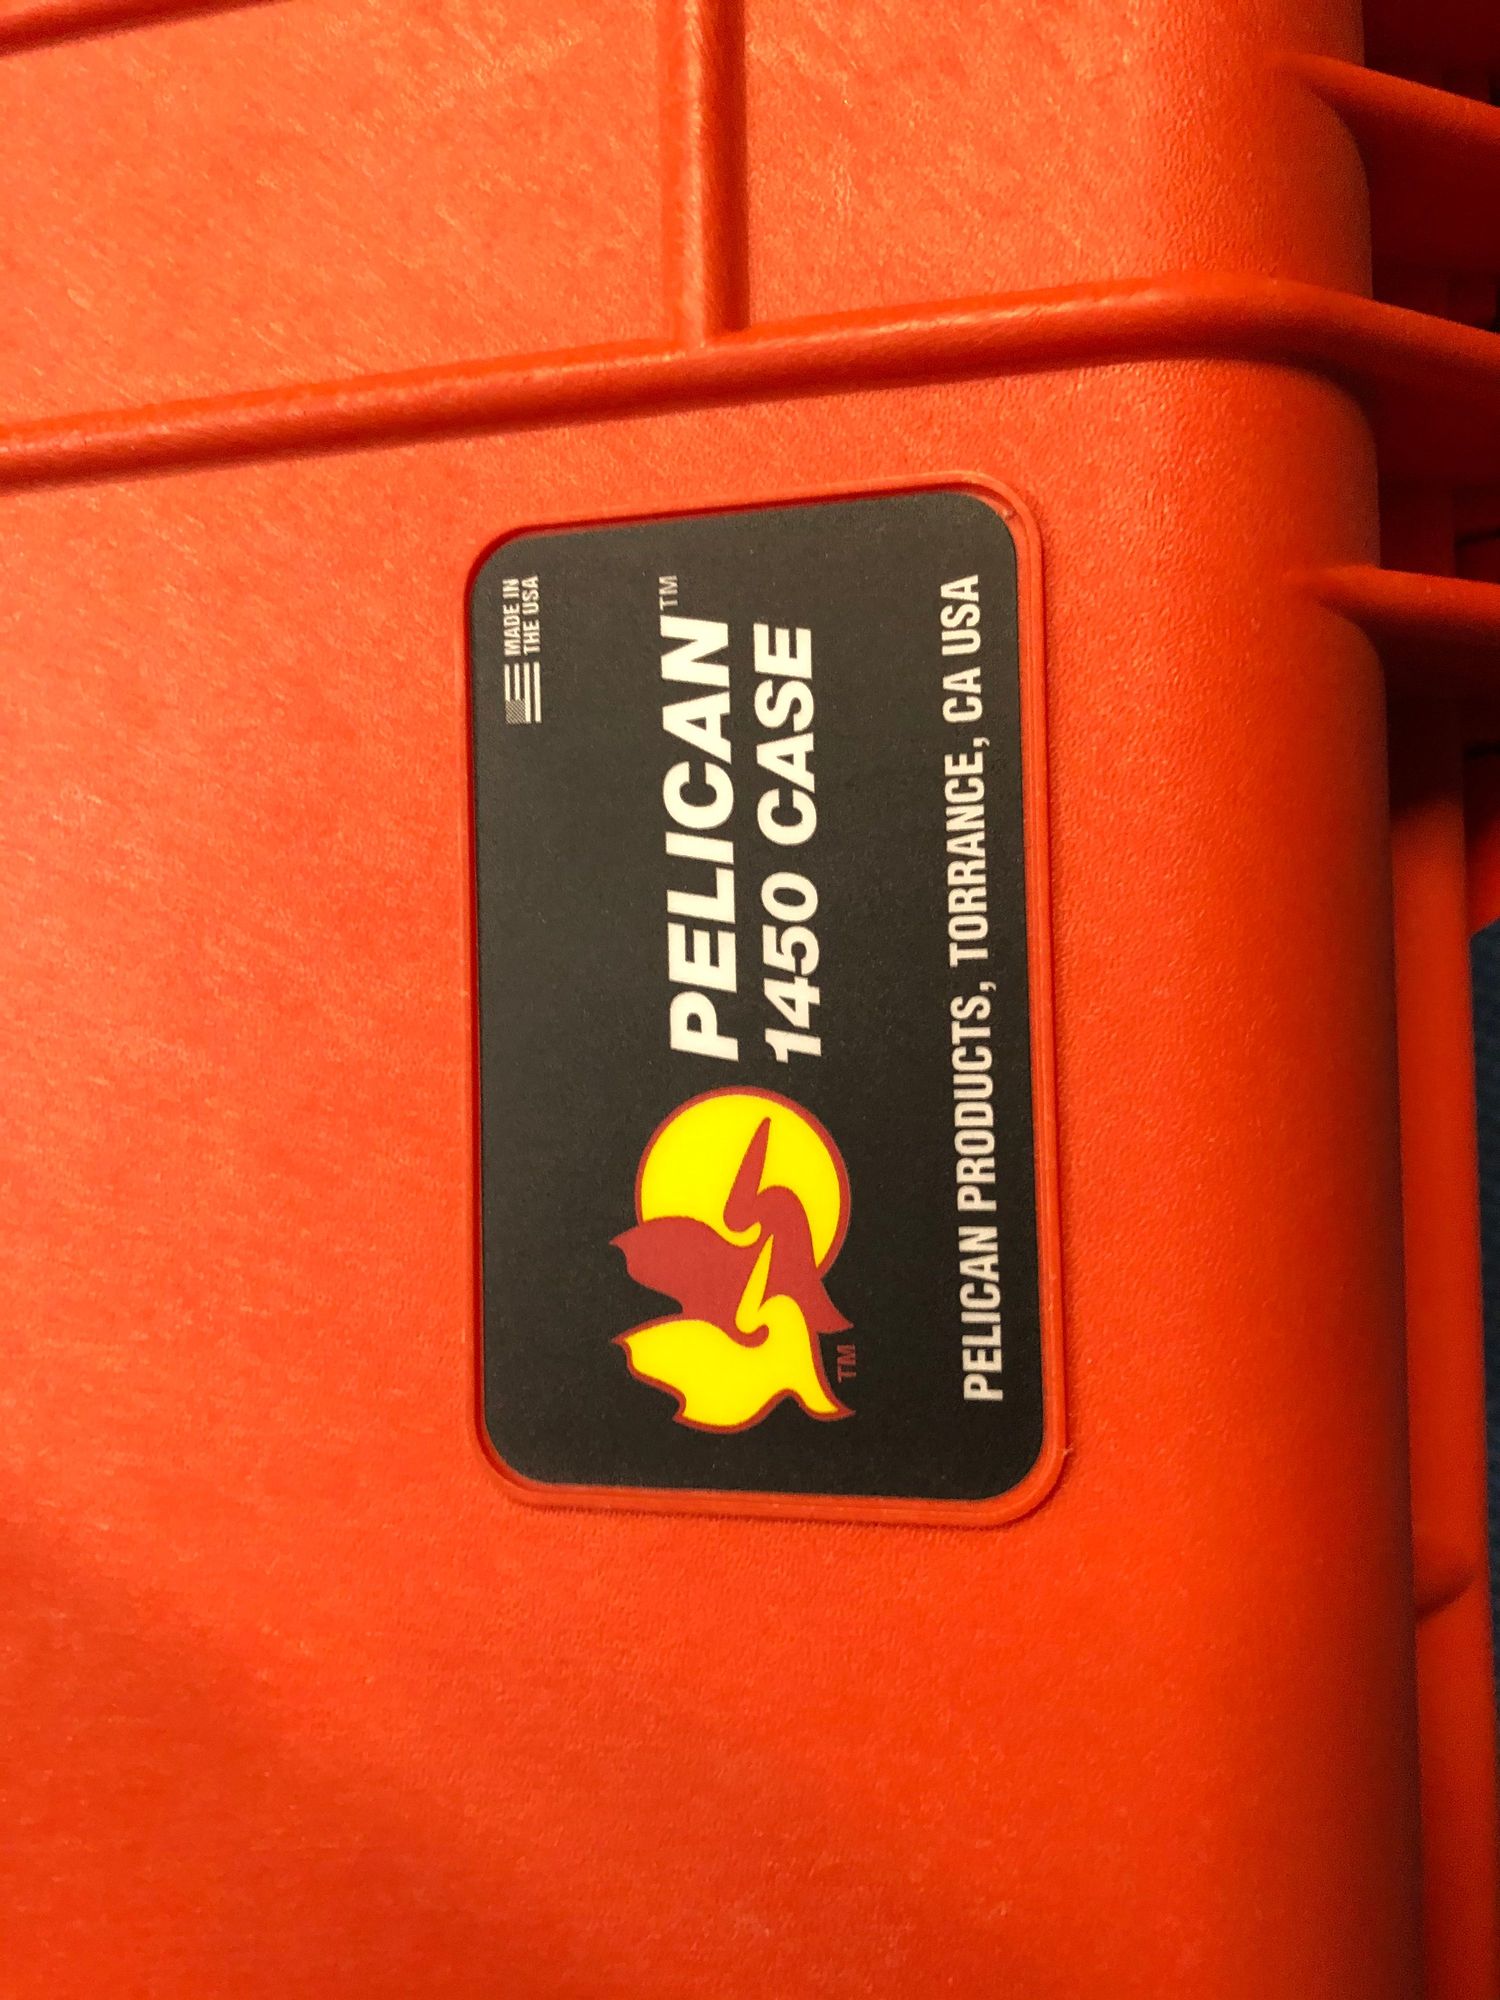 MADE IN
THE USA
PELICAN™
1450 CASE
TM
PELICAN PRODUCTS, TORRANCE, CA USA